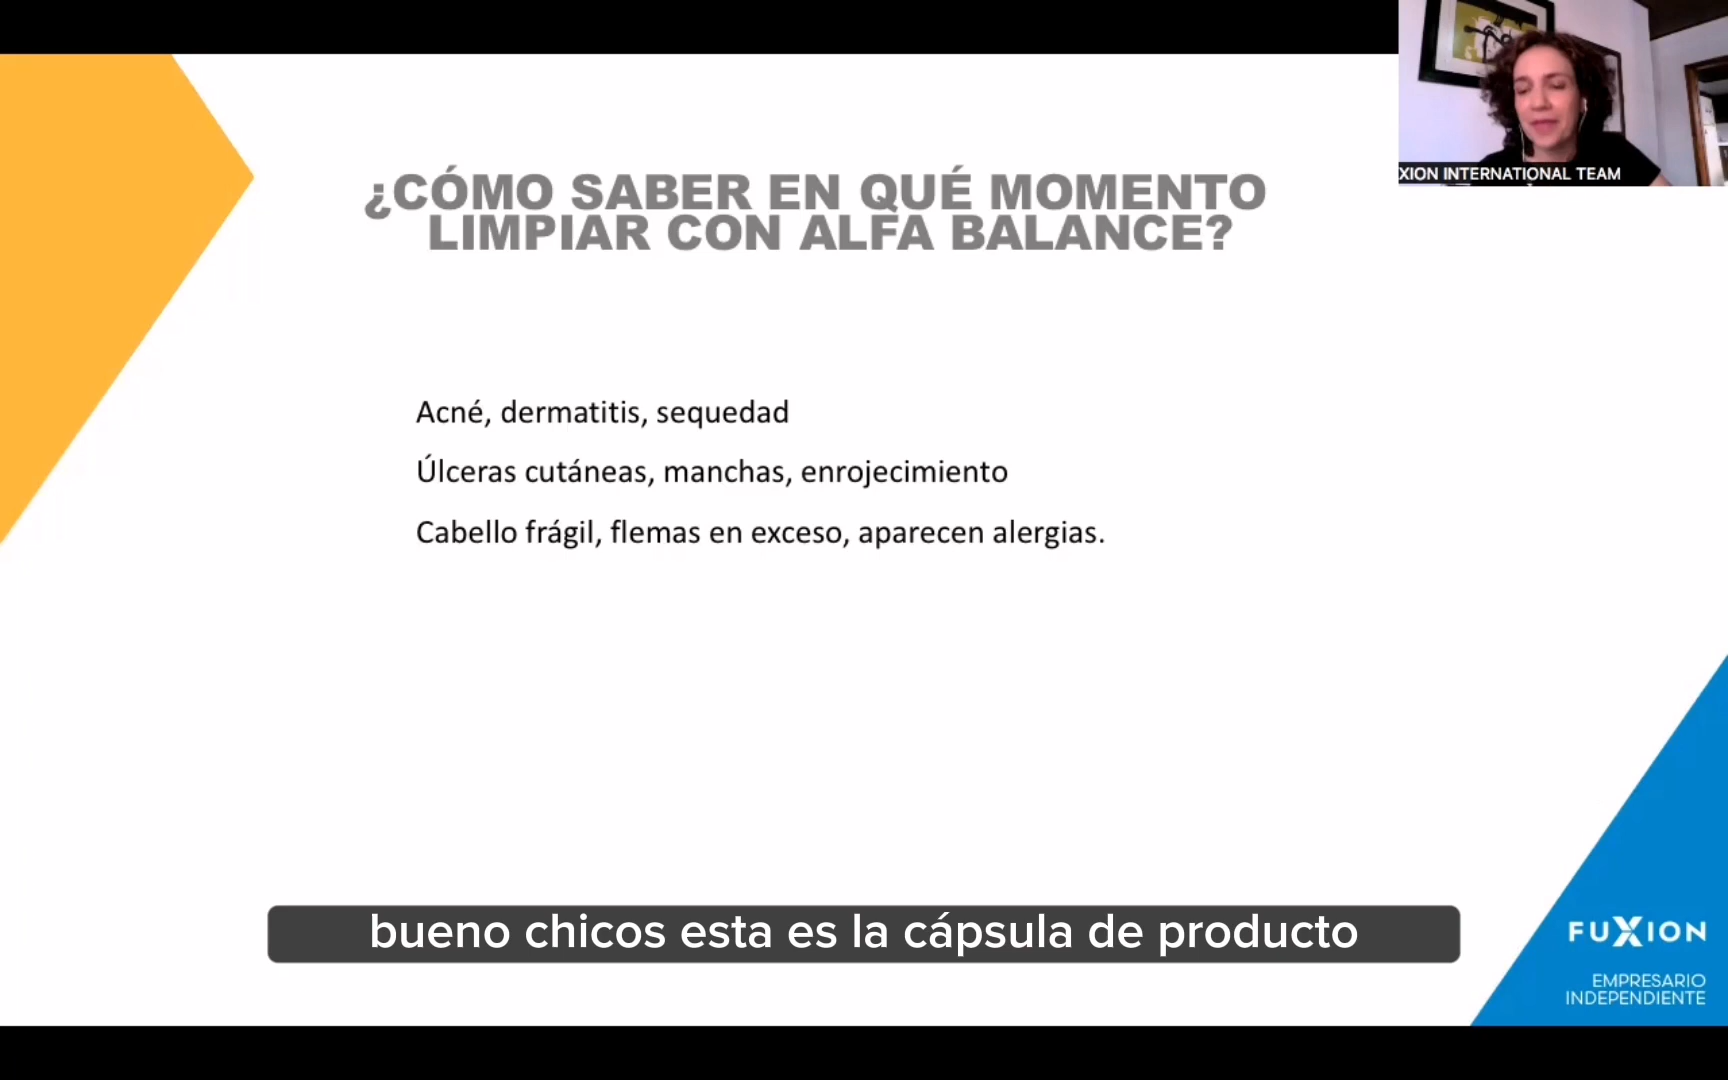 XION INTERNATIONAL TEAM
¿CÓMO SABER EN QUÉ MOMENTO
LIMPIAR CON ALFA BALANCE?
Acné, dermatitis, sequedad
Úlceras cutáneas, manchas, enrojecimiento
Cabello frágil, flemas en exceso, aparecen alergias.
bueno chicos esta es la cápsula de producto
FUXION
EMPRESARIO
INDEPENDIENTE